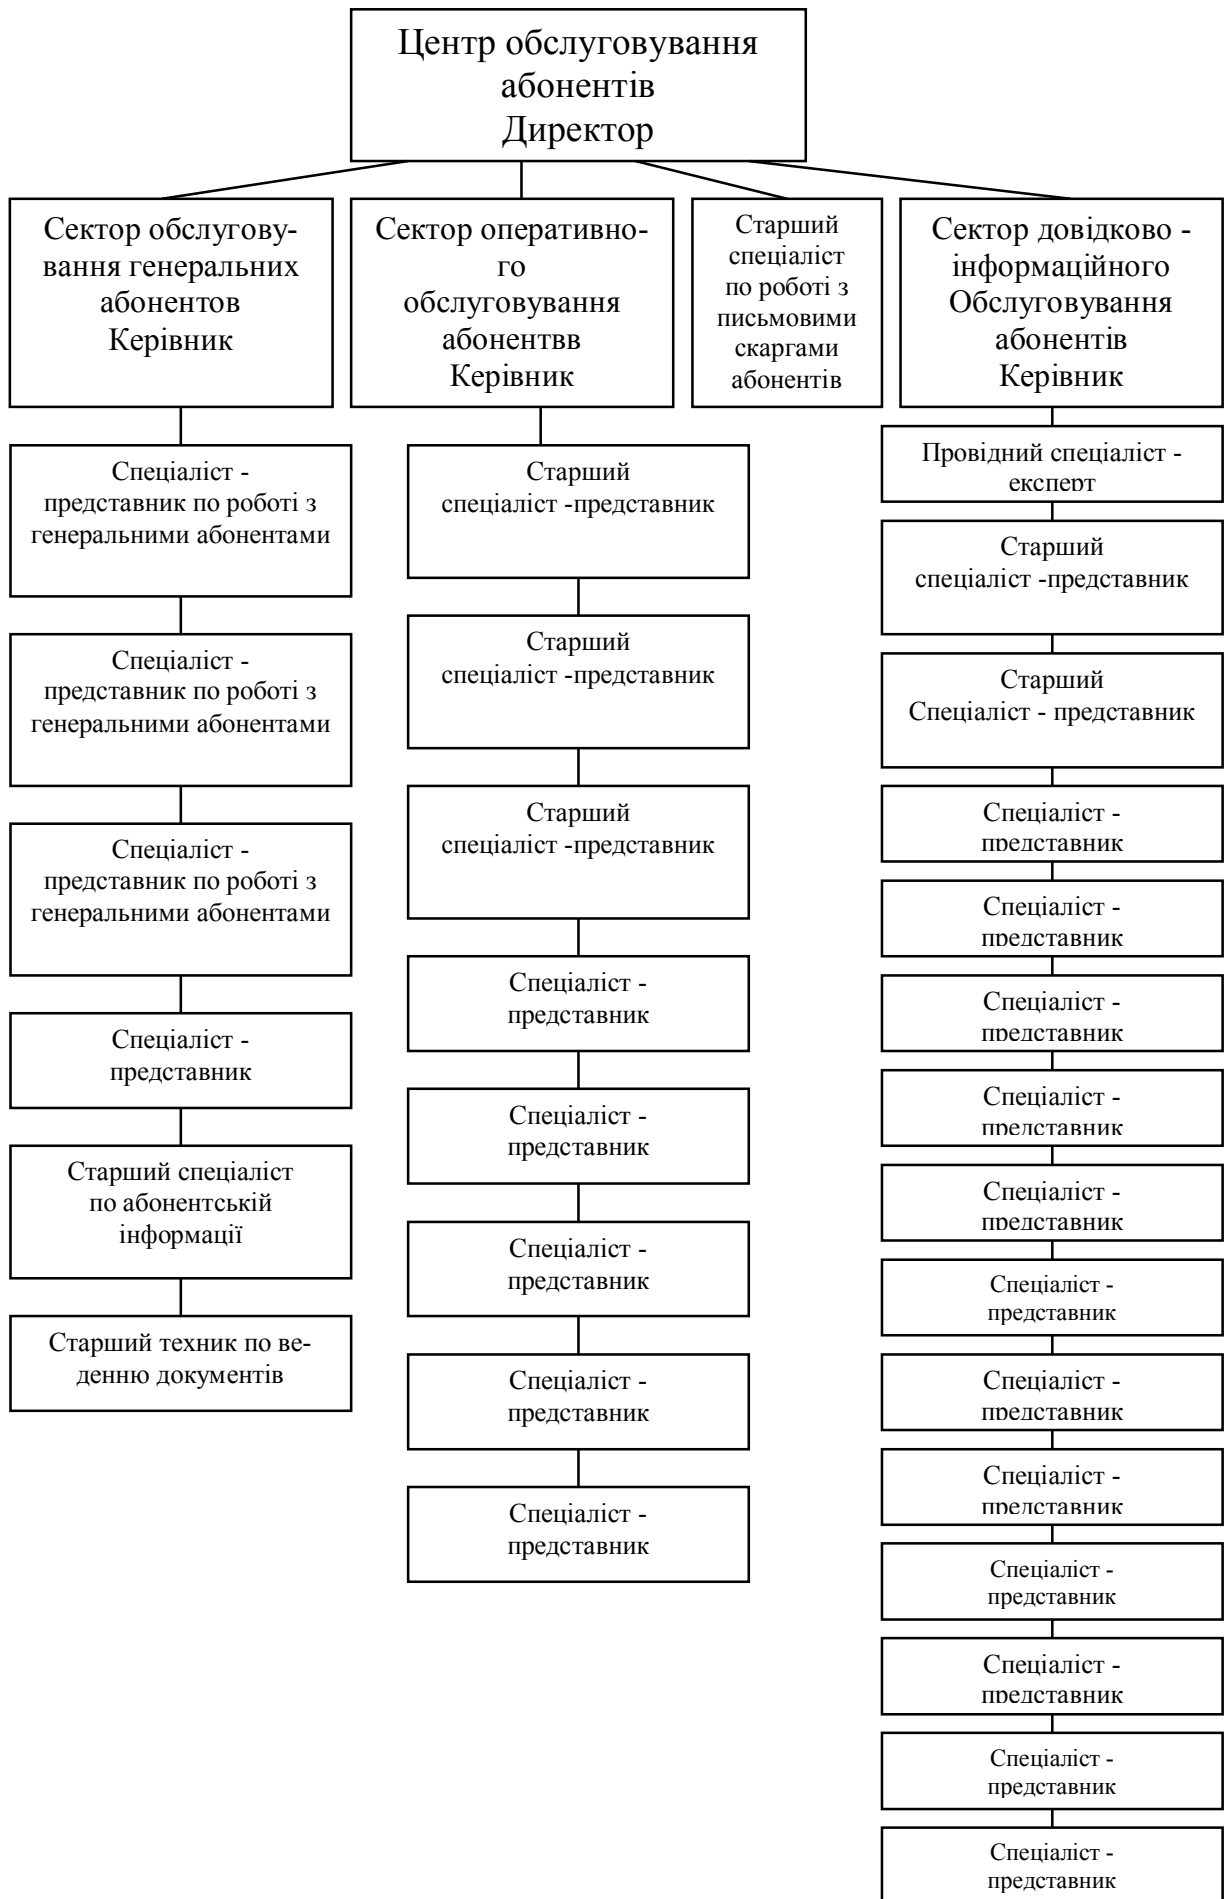 Центр обслуговування
абонентів
Директор
Сектор обслугову-
вання генеральних
абонентов
Керівник
Сектор оперативно-
го
обслуговування
абонентвв
Керівник
Старший
спеціаліст
по роботі з
письмовими
скаргами
абонентів
Сектор довідково -
інформаційного
Обслуговування
абонентів
Керівник
Спеціаліст -
представник по роботі з
генеральними абонентами
Спеціаліст -
представник по роботі з
генеральними абонентами
Спеціаліст -
представник по роботі з
генеральними абонентами
Спеціаліст -
представник
Старший спеціаліст
по абонентській
інформації
Старший техник по ве-
денню документів
Старший
спеціаліст -представник
Старший
спеціаліст -представник
Старший
спеціаліст -представник
Спеціаліст -
представник
Спеціаліст -
представник
Спеціаліст -
представник
Спеціаліст -
представник
Спеціаліст -
представник
Провідний спеціаліст -
експерт
Старший
спеціаліст -представник
Старший
Спеціаліст - представник
Спеціаліст -
представник
Спеціаліст -
представник
Спеціаліст -
представник
Спеціаліст -
представник
Спеціаліст -
представник
Спеціаліст -
представник
Спеціаліст -
представник
Спеціаліст -
представник
Спеціаліст -
представник
Спеціаліст -
представник
Спеціаліст -
представник
Спеціаліст -
представник